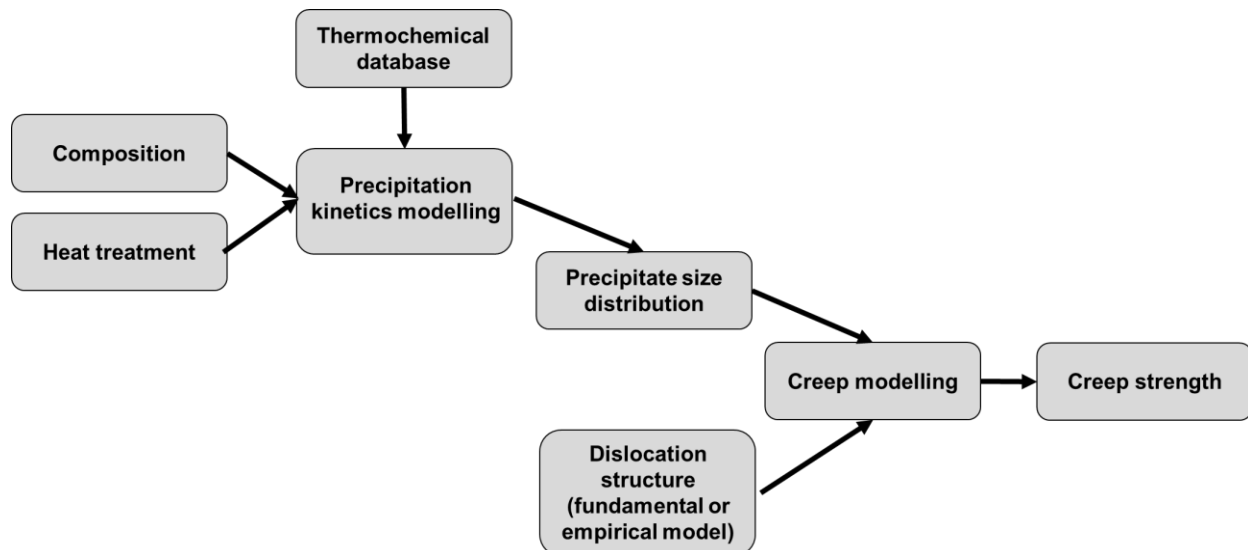 Thermochemical
database
Composition
Precipitation
kinetics modelling
Heat treatment
Precipitate size
distribution
Creep modelling
Creep strength
Dislocation
structure
(fundamental or
empirical model)